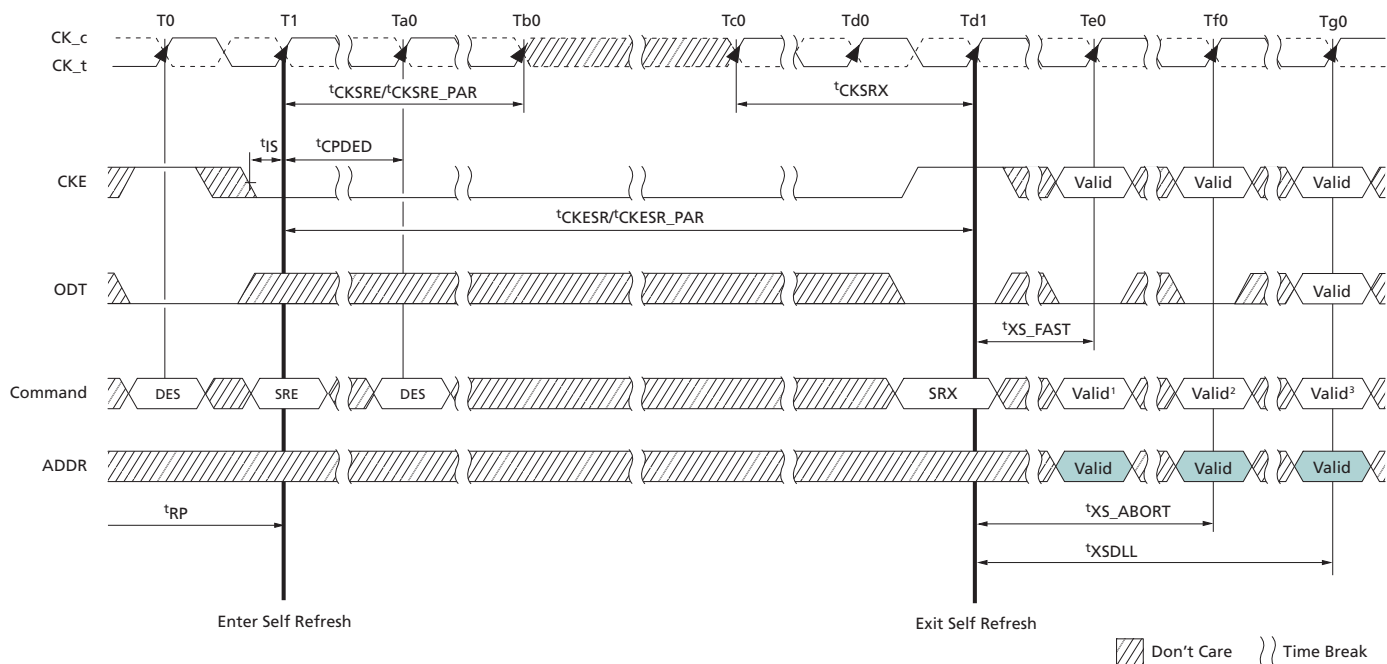 T0 T1 Ta0 Tb0 Tc0 Td0 Td1 Te0 Tf0 Tg0
CK_c
CK_t
tCKSRE/tCKSRE_PAR tCKSRX
tIS tCPDED
CKE Valid Valid Valid
tCKESR/tCKESR_PAR
ODT Valid
tXS_FAST
Command DES SRE DES SRX Valid1 Valid2 Valid3
ADDR Valid Valid Valid
tRP tXS_ABORT
tXSDLL
Enter Self Refresh Exit Self Refresh
Don't Care Time Break